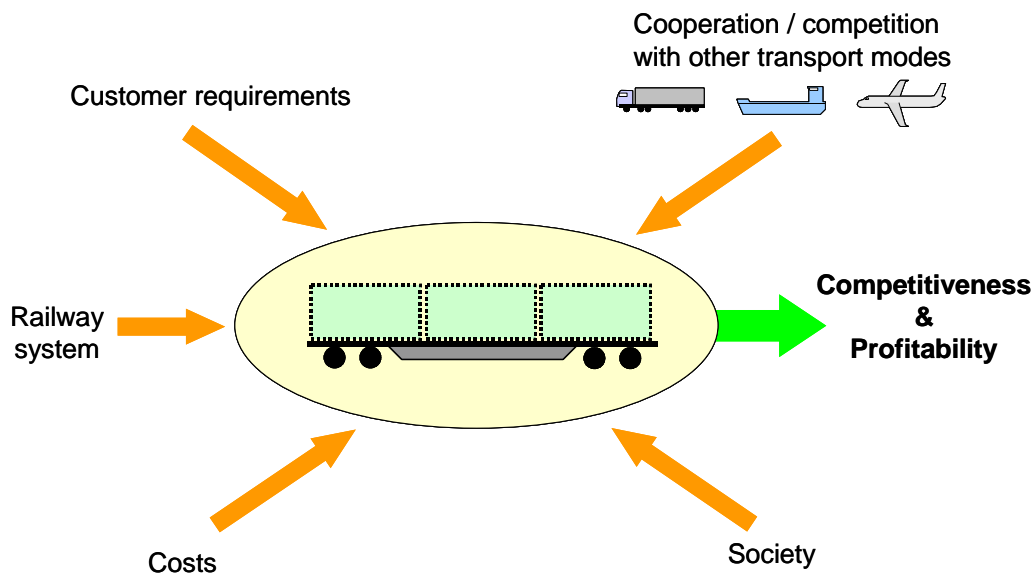 Cooperation / competition
with other transport modes
Customer requirements
Railway
system
Competitiveness
&
Profitability
Costs
Society